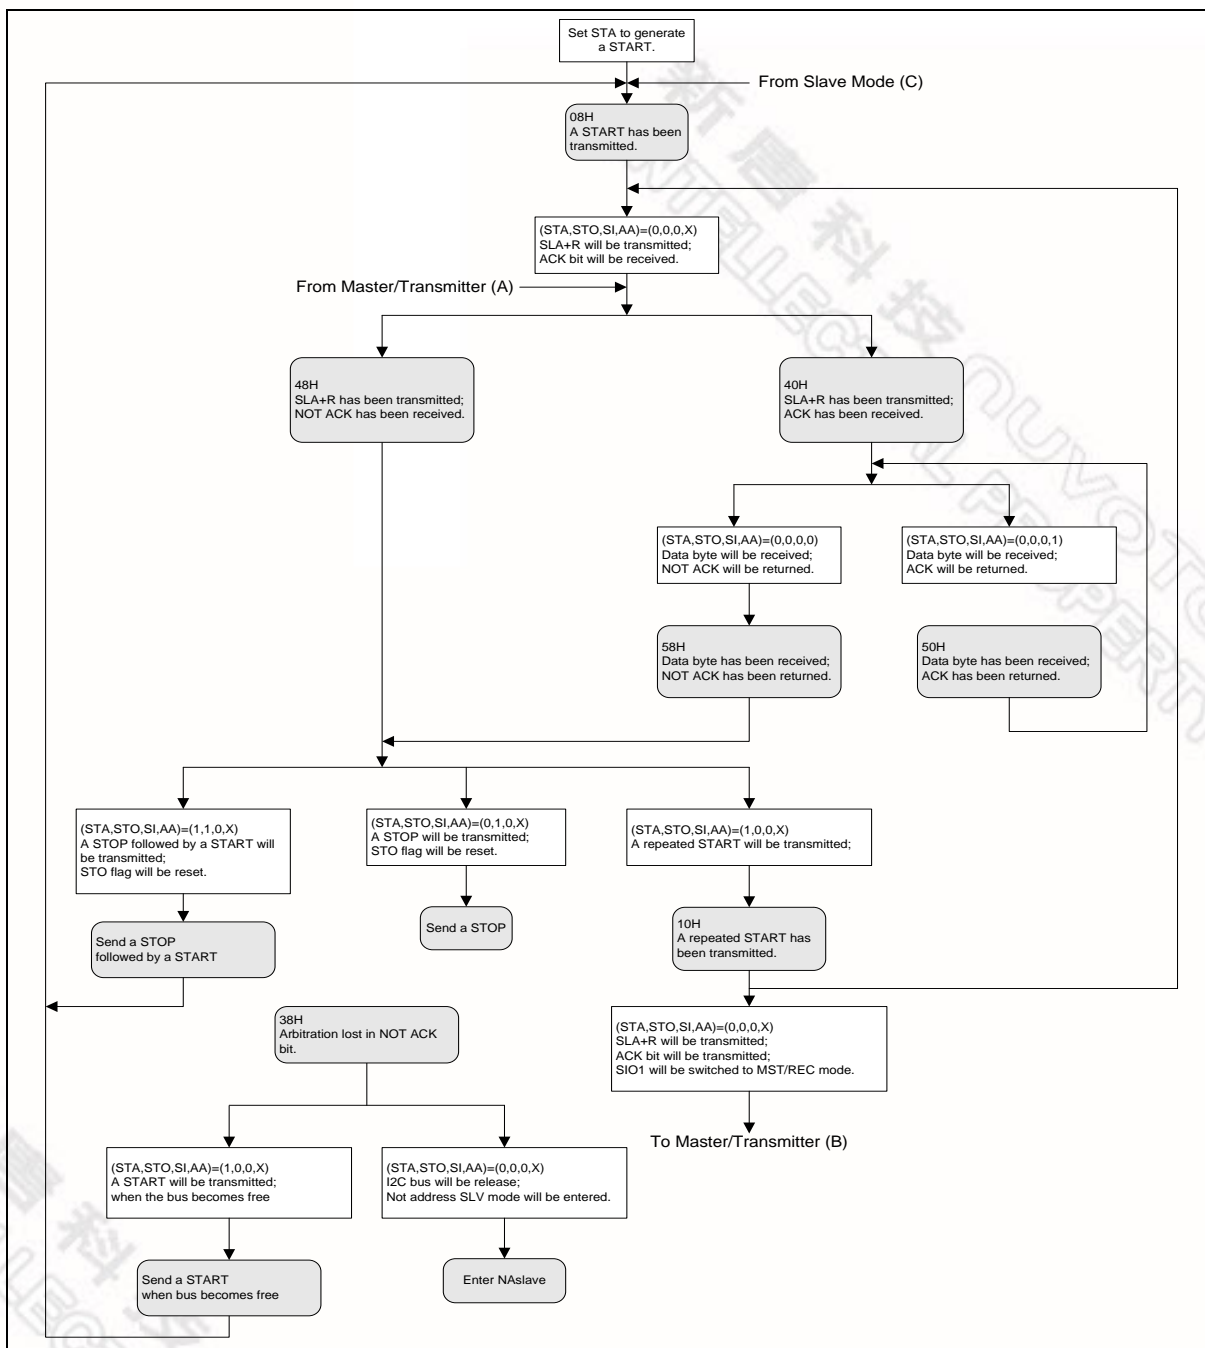 Set STA to generate
a START.
From Slave Mode (C)
08H
A START has been
transmitted.
(STA,STO,SI,AA)=(0,0,0,X)
SLA+R will be transmitted;
ACK bit will be received.
From Master/Transmitter (A)
48H
SLA+R has been transmitted;
NOT ACK has been received.
40H
SLA+R has been transmitted;
ACK has been received.
(STA,STO,SI,AA)=(0,0,0,0)
Data byte will be received;
NOT ACK will be returned.
(STA,STO,SI,AA)=(0,0,0,1)
Data byte will be received;
ACK will be returned.
58H
Data byte has been received;
NOT ACK has been returned.
50H
Data byte has been received;
ACK has been returned.
(STA,STO,SI,AA)=(1,1,0,X)
A STOP followed by a START will
be transmitted;
STO flag will be reset.
(STA,STO,SI,AA)=(0,1,0,X)
A STOP will be transmitted;
STO flag will be reset.
(STA,STO,SI,AA)=(1,0,0,X)
A repeated START will be transmitted;
Send a STOP
followed by a START
Send a STOP
10H
A repeated START has
been transmitted.
38H
Arbitration lost in NOT ACK
bit.
(STA,STO,SI,AA)=(0,0,0,X)
SLA+R will be transmitted;
ACK bit will be transmitted;
SIO1 will be switched to MST/REC mode.
To Master/Transmitter (B)
(STA,STO,SI,AA)=(1,0,0,X)
A START will be transmitted;
when the bus becomes free
(STA,STO,SI,AA)=(0,0,0,X)
I2C bus will be release;
Not address SLV mode will be entered.
Send a START
when bus becomes free
Enter NAslave
新唐科技 nuvoTon
INTELLECTUAL PROPERTY